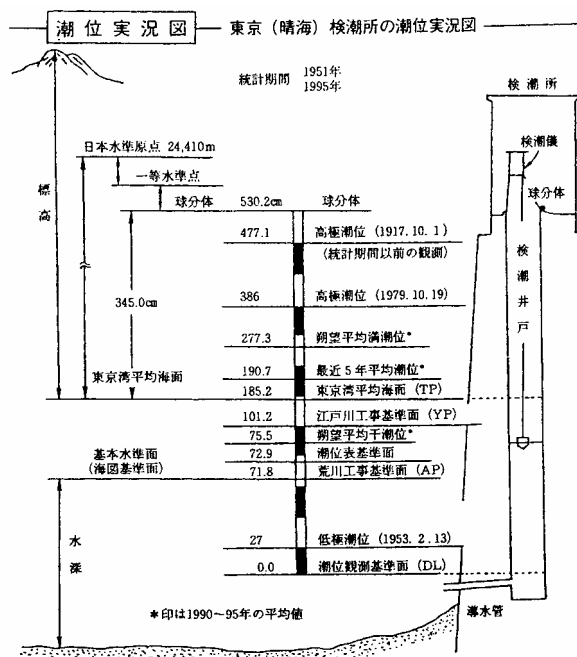 潮位実況図
東京（晴海）検潮所の潮位実況図
統計期間 1951年
1995年
検潮所
検潮儀
球分体
検潮井戸
導水管
標高
日本水準原点 24,410m
一等水準点
球分体 530.2cm 球分体
345.0cm
477.1 高極潮位（1917.10.1）
（統計期間以前の観測）
386 高極潮位（1979.10.19）
277.3 朔望平均満潮位*
190.7 最近5年平均潮位*
東京湾平均海面 185.2 東京湾平均海面（TP）
101.2 江戸川工事基準面（YP）
75.5 朔望平均干潮位*
基本水準面 72.9 潮位表基準面
（海図基準面） 71.8 荒川工事基準面（AP）
水深
27 低極潮位（1953.2.13）
0.0 潮位観測基準面（DL）
*印は1990～95年の平均値